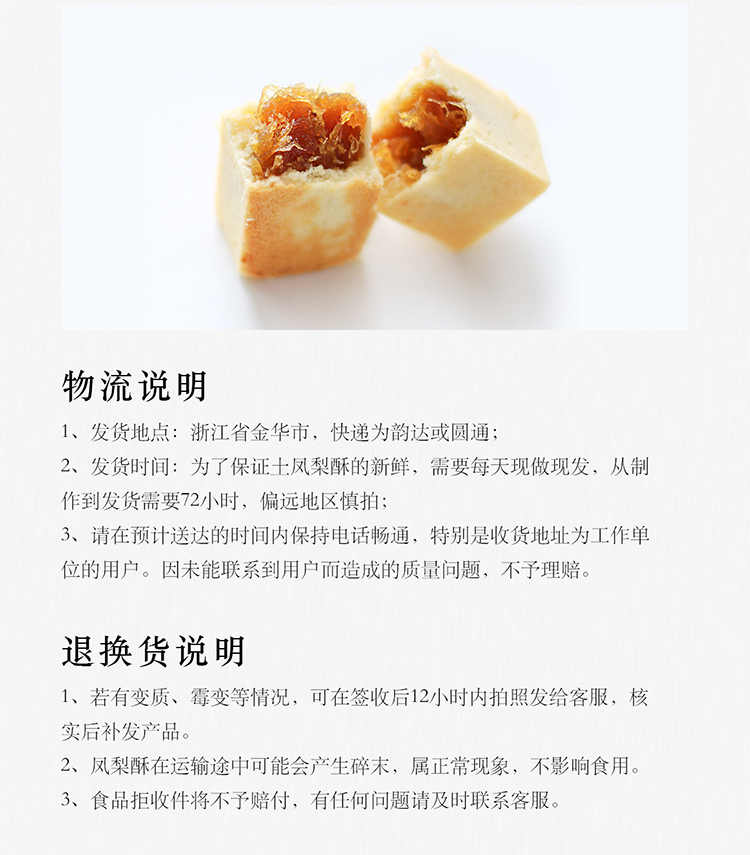 物流说明
1、发货地点：浙江省金华市，快递为韵达或圆通；
2、发货时间：为了保证土凤梨酥的新鲜，需要每天现做现发，从制
作到发货需要72小时，偏远地区慎拍；
3、请在预计送达的时间内保持电话畅通，特别是收货地址为工作单
位的用户。因未能联系到用户而造成的质量问题，不予理赔。
退换货说明
1、若有变质、霉变等情况，可在签收后12小时内拍照发给客服，核
实后补发产品。
2、凤梨酥在运输途中可能会产生碎末，属正常现象，不影响食用。
3、食品拒收件将不予赔付，有任何问题请及时联系客服。